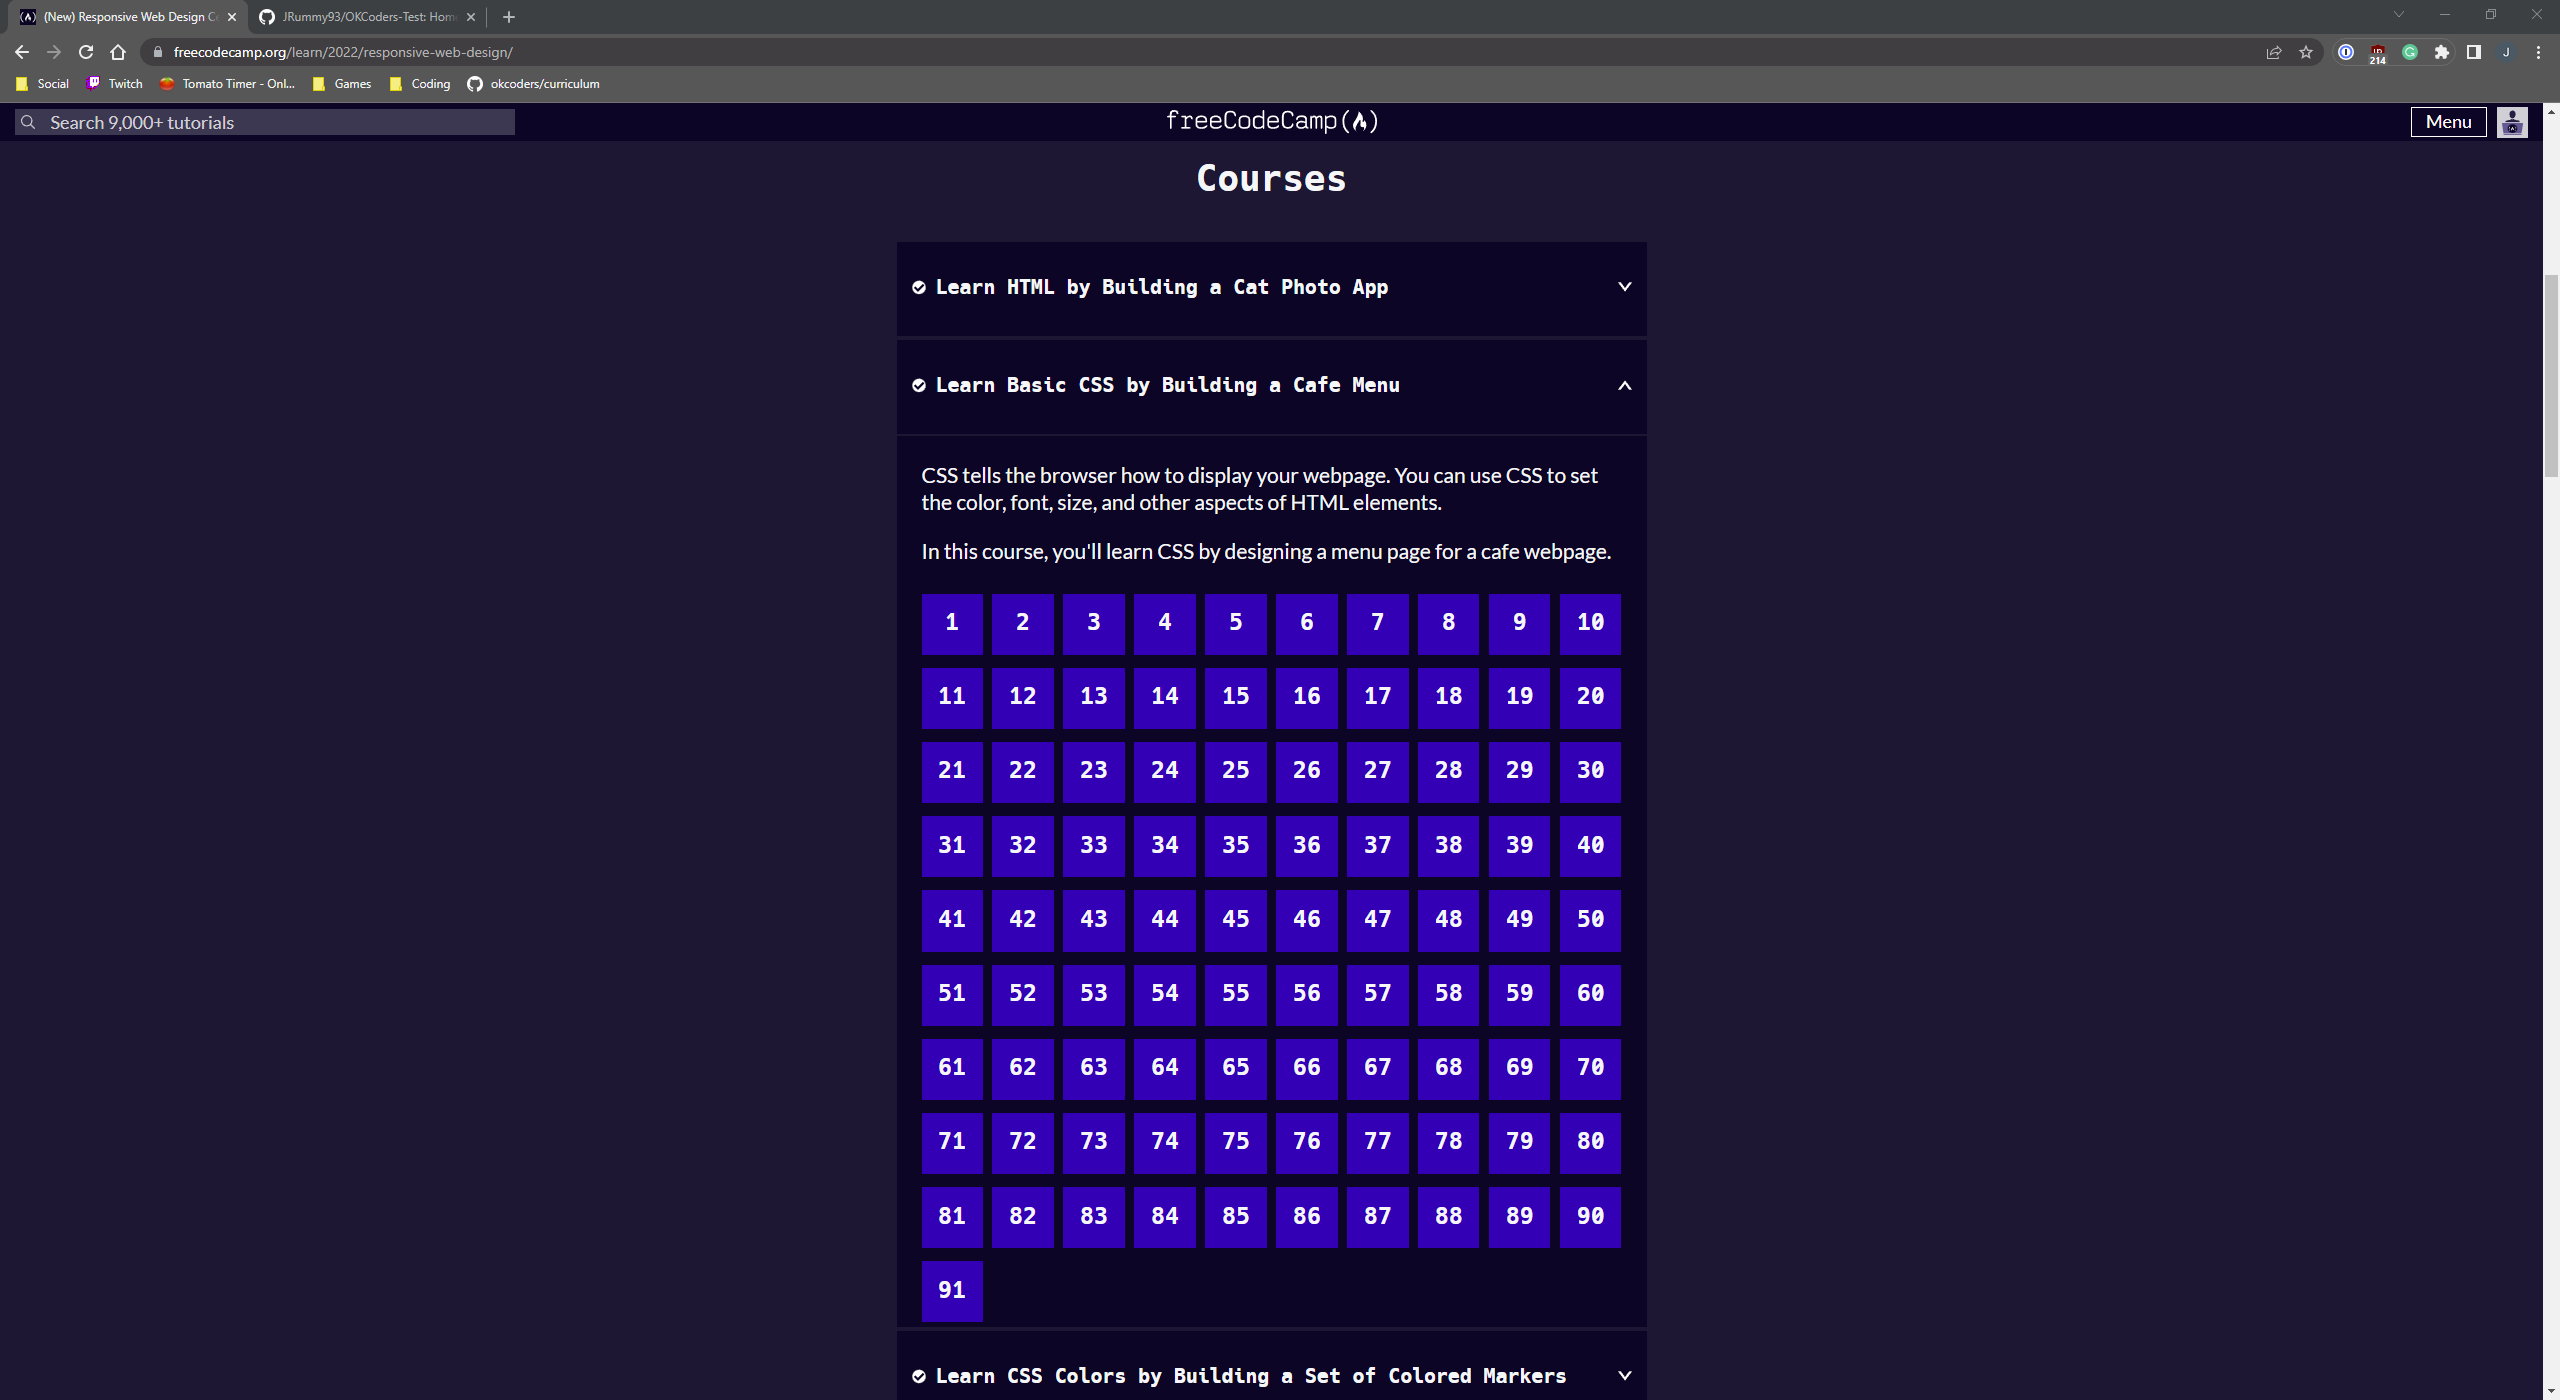 (New) Responsive Web Design C
JRummy93/OKCoders-Test: Hom
freecodecamp.org/learn/2022/responsive-web-design/
214
J
Social
Twitch
Tomato Timer - Onl...
Games
Coding
okcoders/curriculum
Search 9,000+ tutorials
freeCodeCamp
Menu
Courses
Learn HTML by Building a Cat Photo App
Learn Basic CSS by Building a Cafe Menu
CSS tells the browser how to display your webpage. You can use CSS to set
the color, font, size, and other aspects of HTML elements.
In this course, you'll learn CSS by designing a menu page for a cafe webpage.
1 2 3 4 5 6 7 8 9 10
11 12 13 14 15 16 17 18 19 20
21 22 23 24 25 26 27 28 29 30
31 32 33 34 35 36 37 38 39 40
41 42 43 44 45 46 47 48 49 50
51 52 53 54 55 56 57 58 59 60
61 62 63 64 65 66 67 68 69 70
71 72 73 74 75 76 77 78 79 80
81 82 83 84 85 86 87 88 89 90
91
Learn CSS Colors by Building a Set of Colored Markers